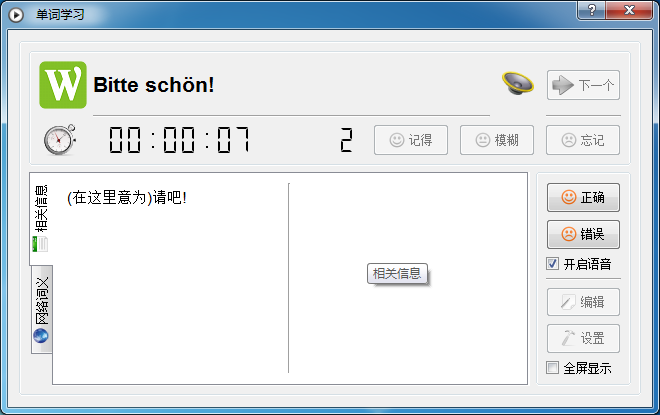 单词学习
W
Bitte schön!
下一个
00:00:07
2
记得
模糊
忘记
相关信息
网络词义
(在这里意为)请吧!
相关信息
正确
错误
开启语音
编辑
设置
全屏显示